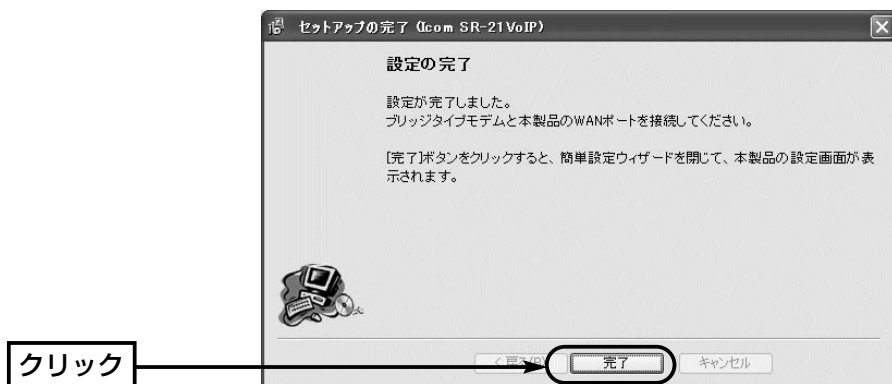 セットアップの完了 (Icom SR-21VoIP)
設定の完了
設定が完了しました。
ブリッジタイプモデムと本製品のWANポートを接続してください。
[完了]ボタンをクリックすると、簡単設定ウィザードを閉じて、本製品の設定画面が表
示されます。
クリック
< 戻る(B)
完了
キャンセル